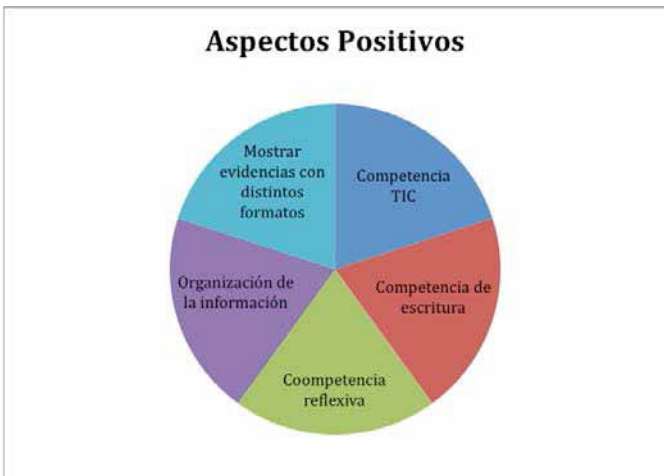 Aspectos Positivos
Mostrar
evidencias con
distintos
formatos
Competencia
TIC
Organización de
la información
Competencia de
escritura
Coompetencia
reflexiva